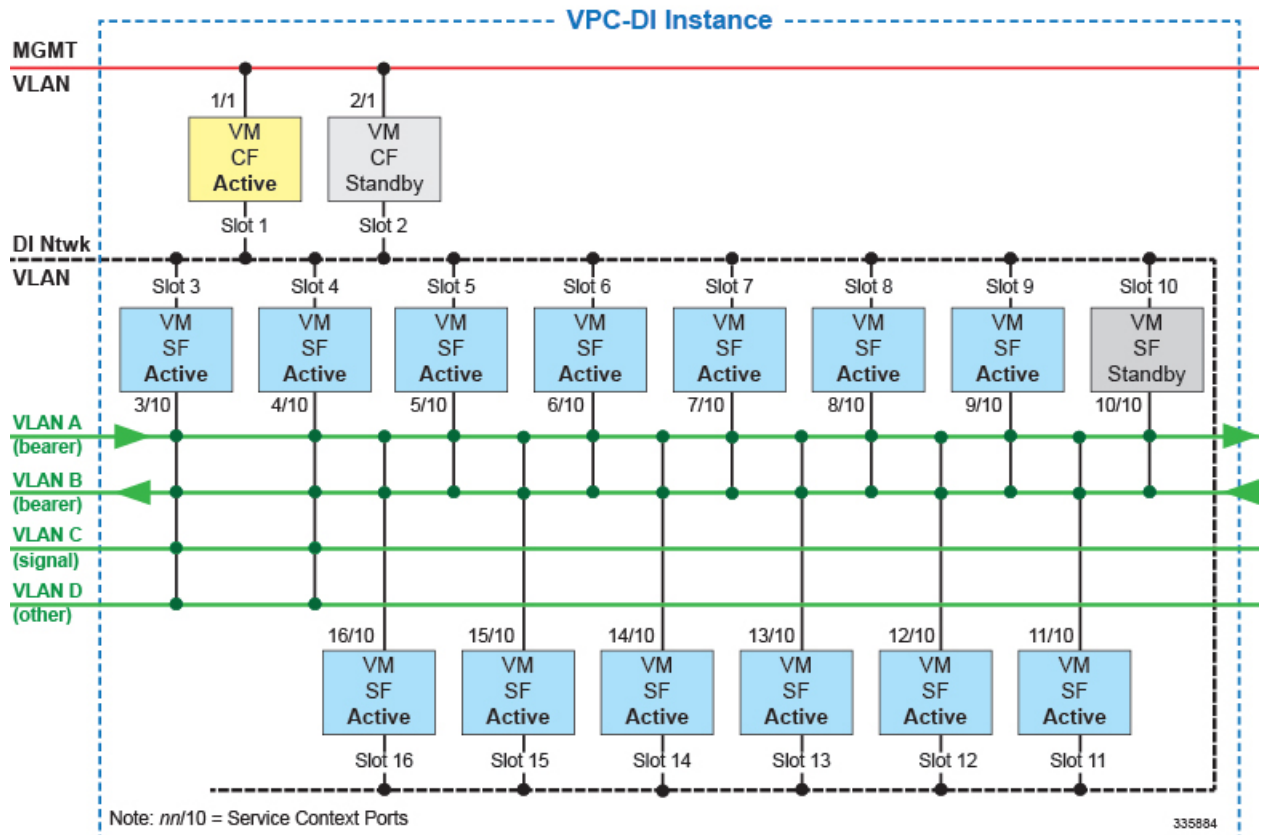 VPC-DI Instance
MGMT
VLAN
1/1
2/1
VM
CF
Active
VM
CF
Standby
Slot 1
Slot 2
DI Ntwk
VLAN
Slot 3
Slot 4
Slot 5
Slot 6
Slot 7
Slot 8
Slot 9
Slot 10
VM
SF
Active
VM
SF
Active
VM
SF
Active
VM
SF
Active
VM
SF
Active
VM
SF
Active
VM
SF
Active
VM
SF
Standby
3/10
4/10
5/10
6/10
7/10
8/10
9/10
10/10
VLAN A
(bearer)
VLAN B
(bearer)
VLAN C
(signal)
VLAN D
(other)
16/10
15/10
14/10
13/10
12/10
11/10
VM
SF
Active
VM
SF
Active
VM
SF
Active
VM
SF
Active
VM
SF
Active
VM
SF
Active
Slot 16
Slot 15
Slot 14
Slot 13
Slot 12
Slot 11
Note: nn/10 = Service Context Ports
335884